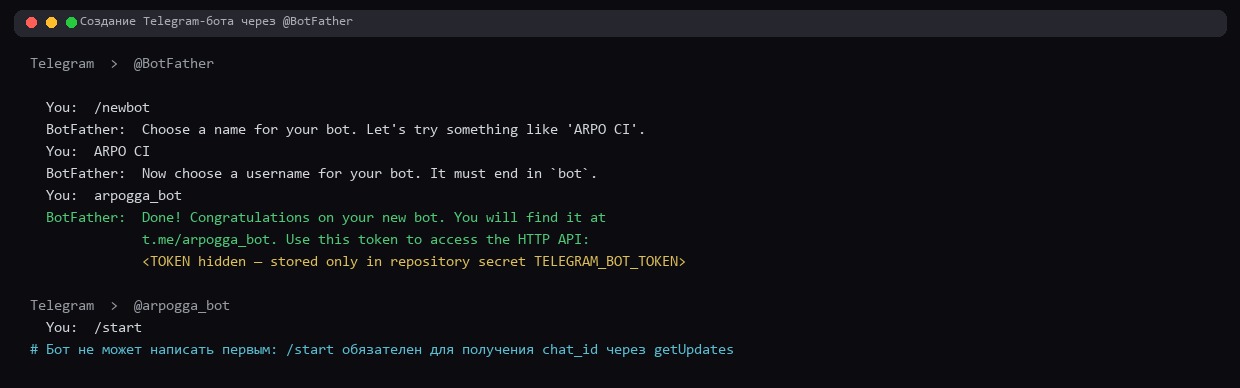 Создание Telegram-бота через @BotFather
Telegram > @BotFather
You: /newbot
BotFather: Choose a name for your bot. Let's try something like 'ARPO CI'.
You: ARPO CI
BotFather: Now choose a username for your bot. It must end in `bot`.
You: arpogga_bot
BotFather: Done! Congratulations on your new bot. You will find it at
t.me/arpogga_bot. Use this token to access the HTTP API:
<TOKEN hidden — stored only in repository secret TELEGRAM_BOT_TOKEN>
Telegram > @arpogga_bot
You: /start
# Бот не может написать первым: /start обязателен для получения chat_id через getUpdates